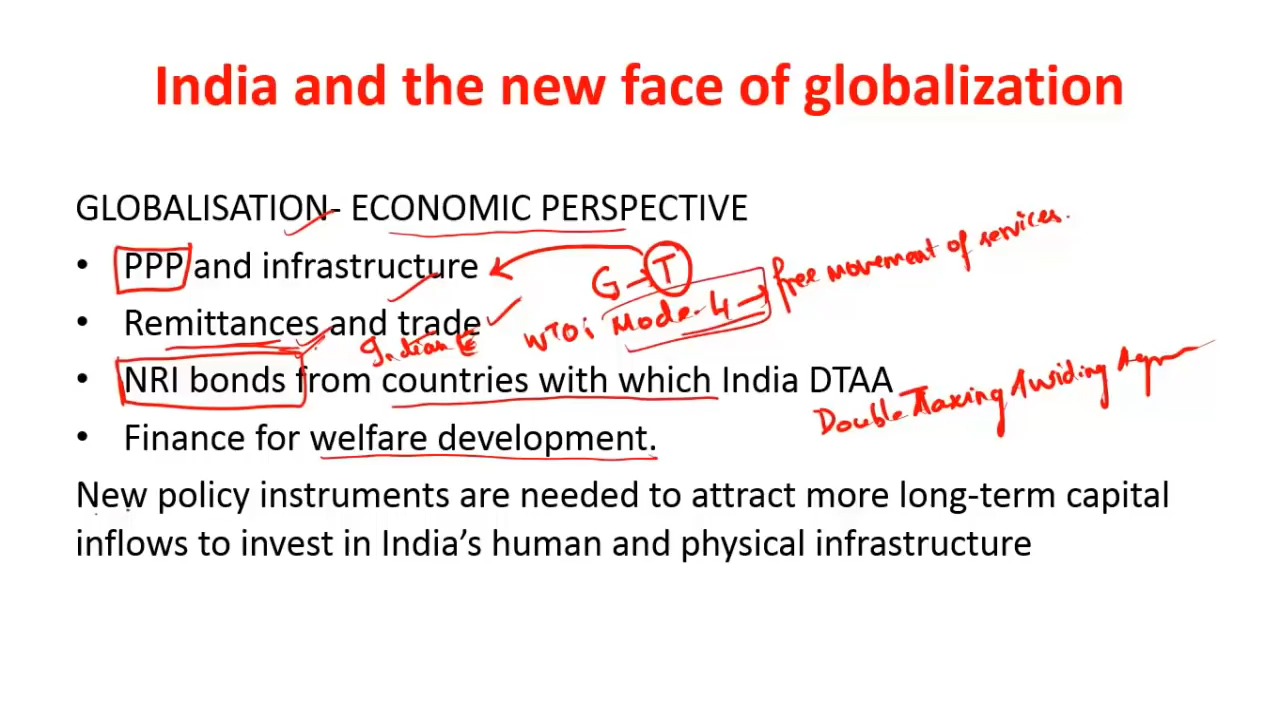 India and the new face of globalization
GLOBALISATION- ECONOMIC PERSPECTIVE
• PPP and infrastructure
G → T
free movement of services.
• Remittances and trade
WTO: Mode-4 →
Indian
• NRI bonds from countries with which India DTAA
Double Taxing Avoiding
• Finance for welfare development.
New policy instruments are needed to attract more long-term capital
inflows to invest in India’s human and physical infrastructure